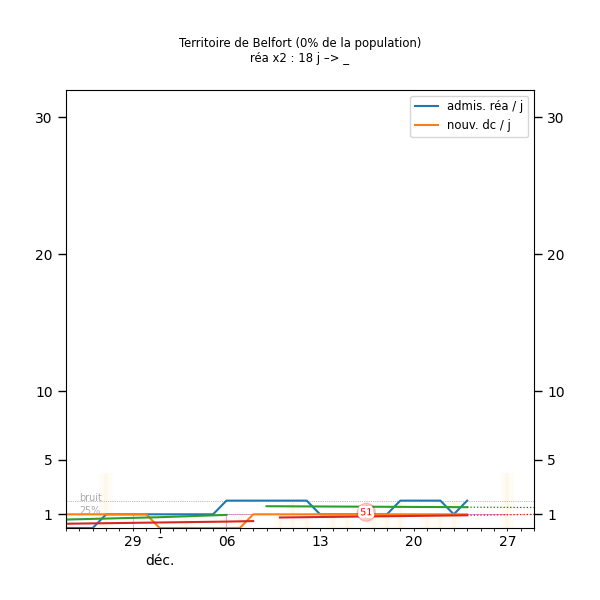 Territoire de Belfort (0% de la population)
réa x2 : 18 j –> _
admis. réa / j
nouv. dc / j
30 30
20 20
10 10
5 5
bruit
25%
51
1 1
29 - 06 13 20 27
déc.